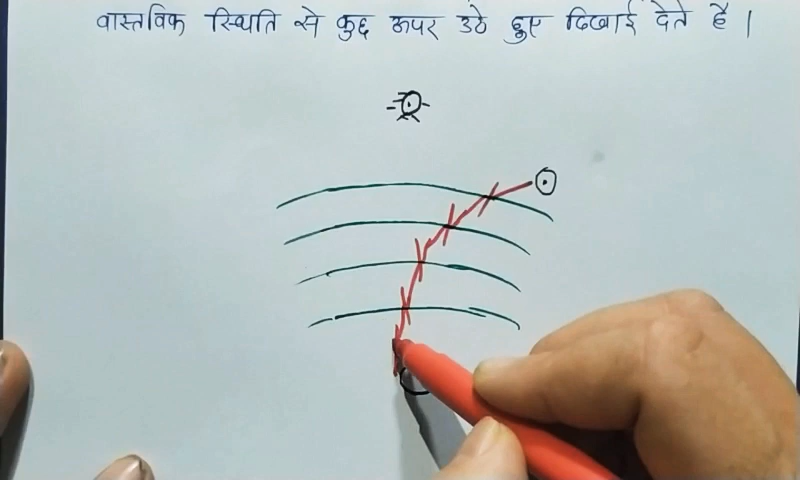 वास्तविक स्थिति से कुछ ऊपर उठे हुए दिखाई देते है ।